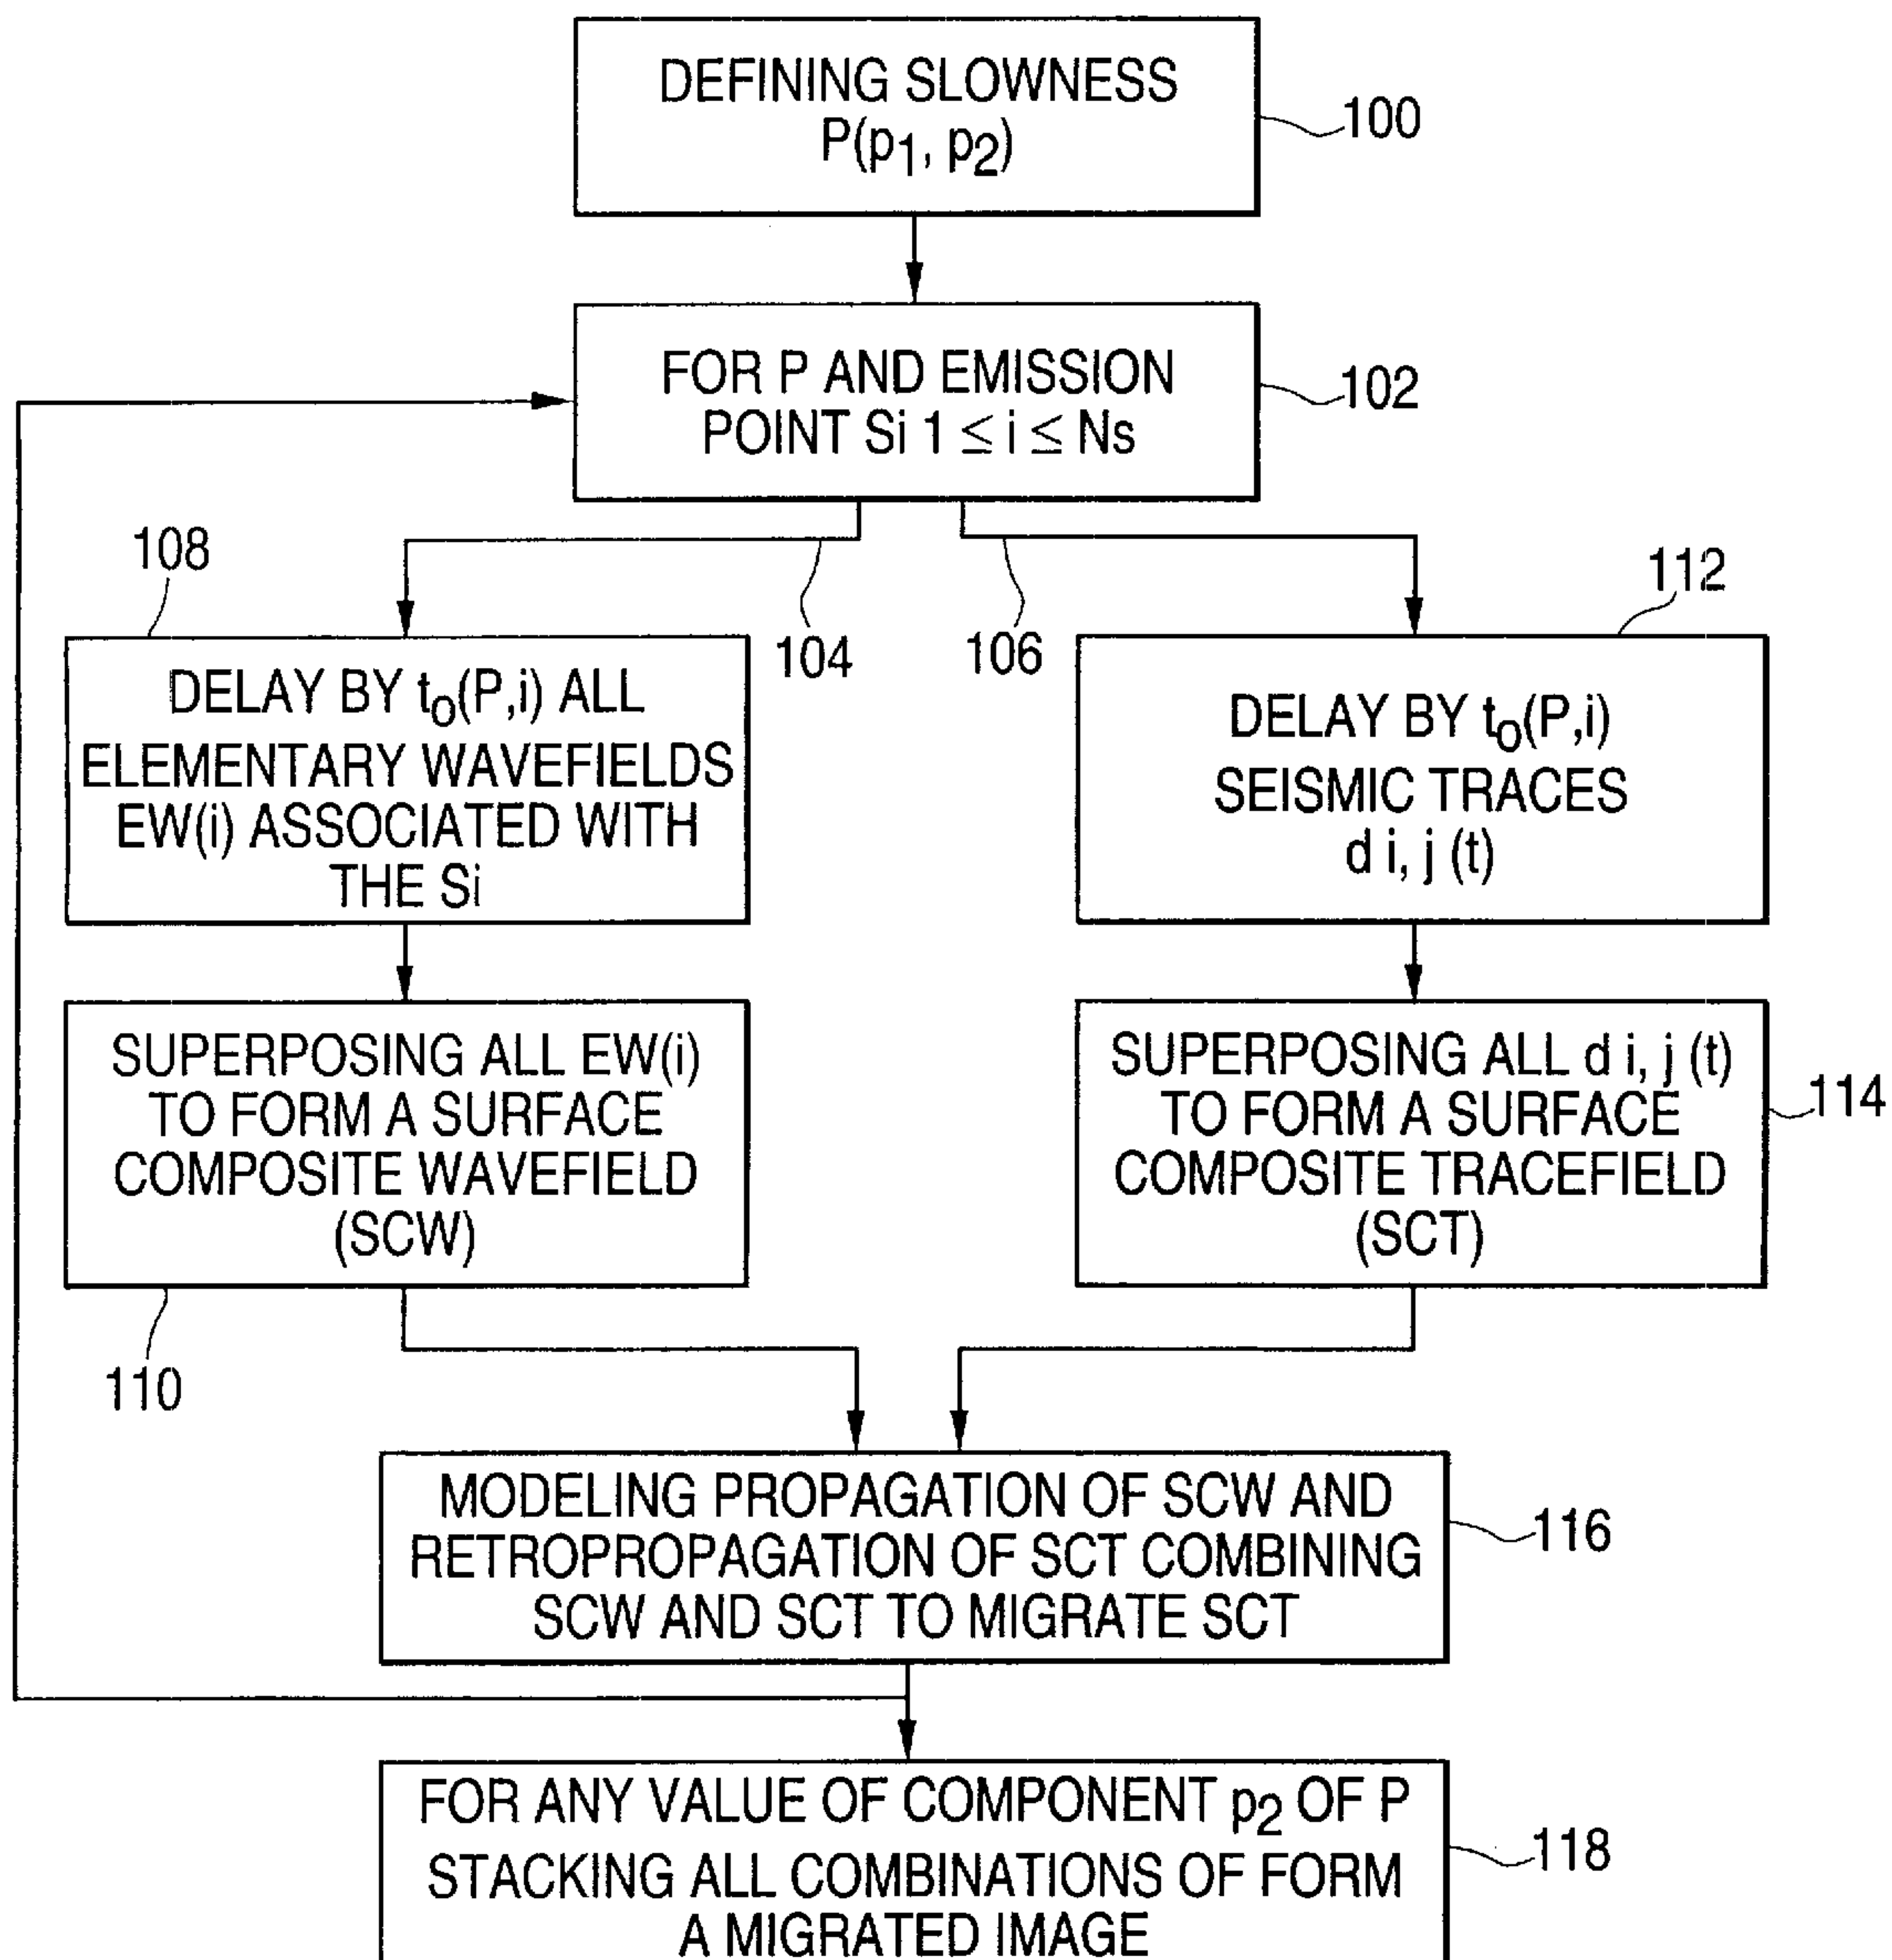 DEFINING SLOWNESS
P(p1, p2)
100
FOR P AND EMISSION
POINT Si 1 ≤ i ≤ Ns
102
104
106
108
DELAY BY to(P,i) ALL
ELEMENTARY WAVEFIELDS
EW(i) ASSOCIATED WITH
THE Si
112
DELAY BY to(P,i)
SEISMIC TRACES
d i, j (t)
SUPERPOSING ALL EW(i)
TO FORM A SURFACE
COMPOSITE WAVEFIELD
(SCW)
110
SUPERPOSING ALL d i, j (t)
TO FORM A SURFACE
COMPOSITE TRACEFIELD
(SCT)
114
MODELING PROPAGATION OF SCW AND
RETROPROPAGATION OF SCT COMBINING
SCW AND SCT TO MIGRATE SCT
116
FOR ANY VALUE OF COMPONENT p2 OF P
STACKING ALL COMBINATIONS OF FORM
A MIGRATED IMAGE
118